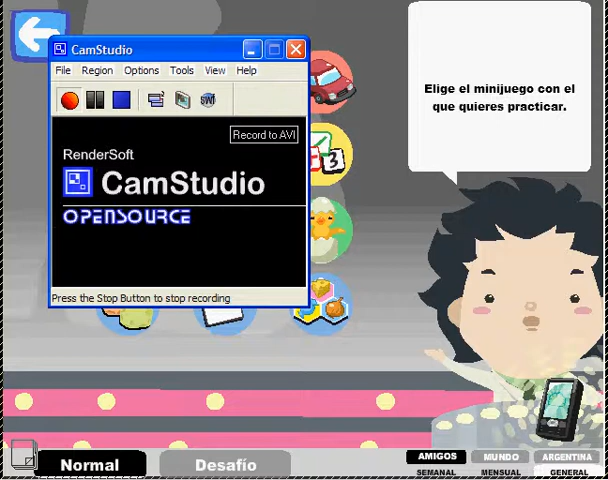 CamStudio
File Region Options Tools View Help
Record to AVI
RenderSoft
CamStudio
OPENSOURCE
Press the Stop Button to stop recording
Elige el minijuego con el
que quieres practicar.
3
Normal
Desafío
AMIGOS MUNDO ARGENTINA
SEMANAL MENSUAL GENERAL